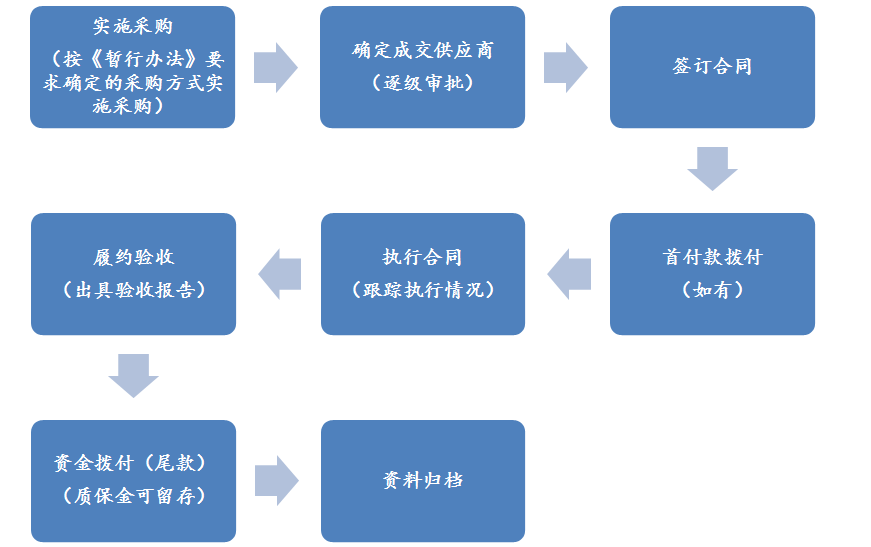 实施采购
（按《暂行办法》要
求确定的采购方式实
施采购）
确定成交供应商
（逐级审批）
签订合同
首付款拨付
（如有）
执行合同
（跟踪执行情况）
履约验收
（出具验收报告）
资金拨付（尾款）
（质保金可留存）
资料归档